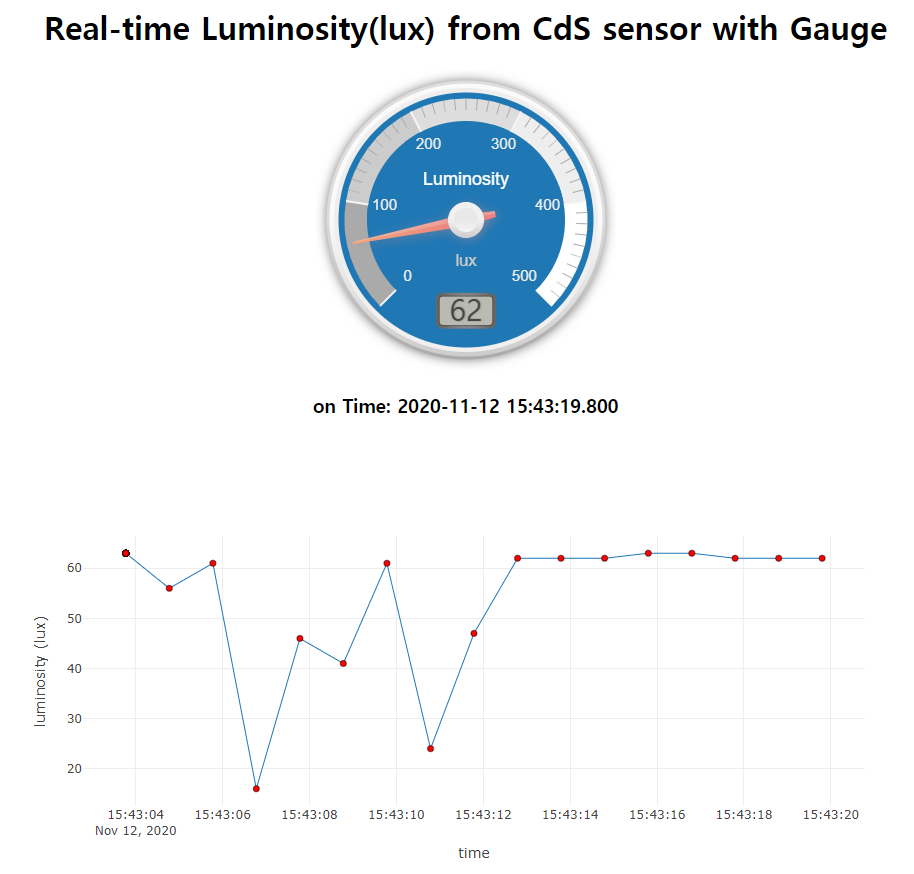 Real-time Luminosity(lux) from CdS sensor with Gauge
200 300
Luminosity
100 400
lux
0 500
62
on Time: 2020-11-12 15:43:19.800
60
50
40
30
20
luminosity (lux)
15:43:04 15:43:06 15:43:08 15:43:10 15:43:12 15:43:14 15:43:16 15:43:18 15:43:20
Nov 12, 2020
time